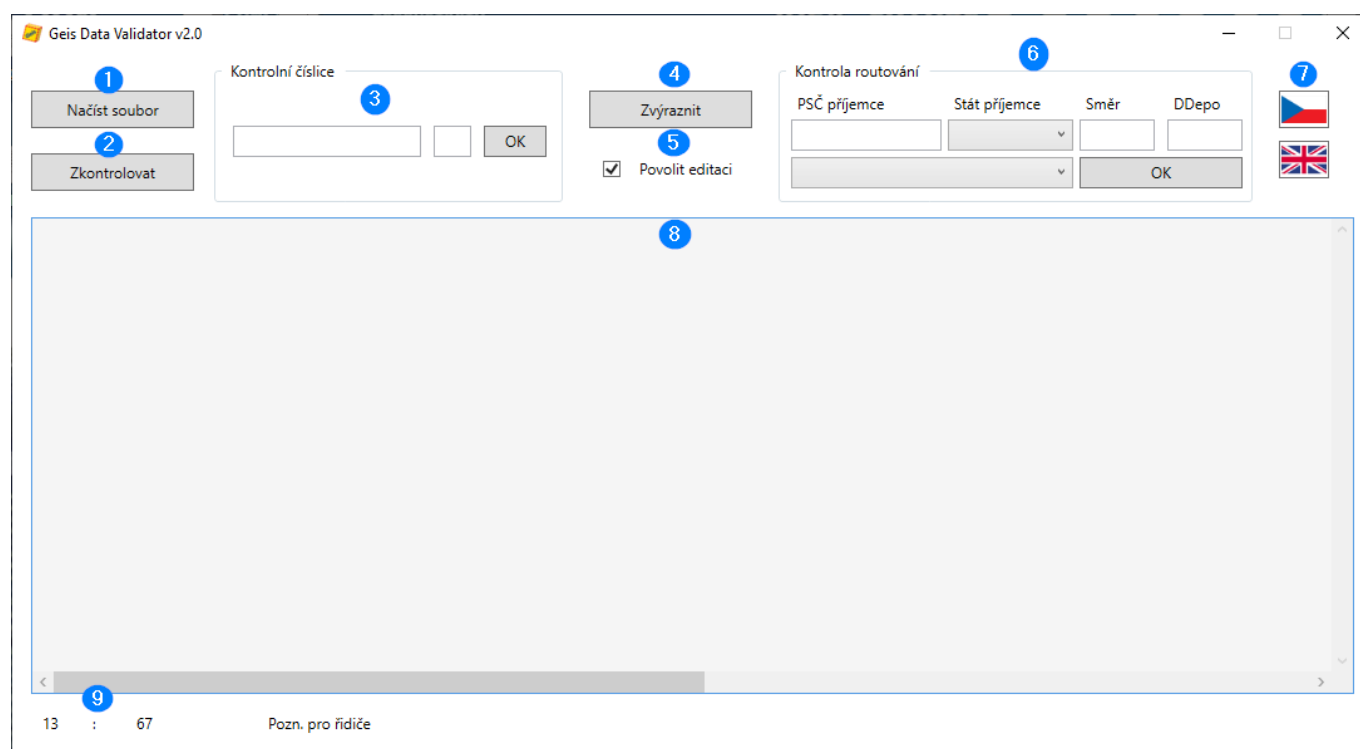 Geis Data Validator v2.0
1
Načíst soubor
2
Zkontrolovat
Kontrolní číslice
3
OK
4
Zvýraznit
5
Povolit editaci
6
Kontrola routování
PSČ příjemce Stát příjemce Směr DDepo
OK
7
8
9
13 : 67 Pozn. pro řidiče